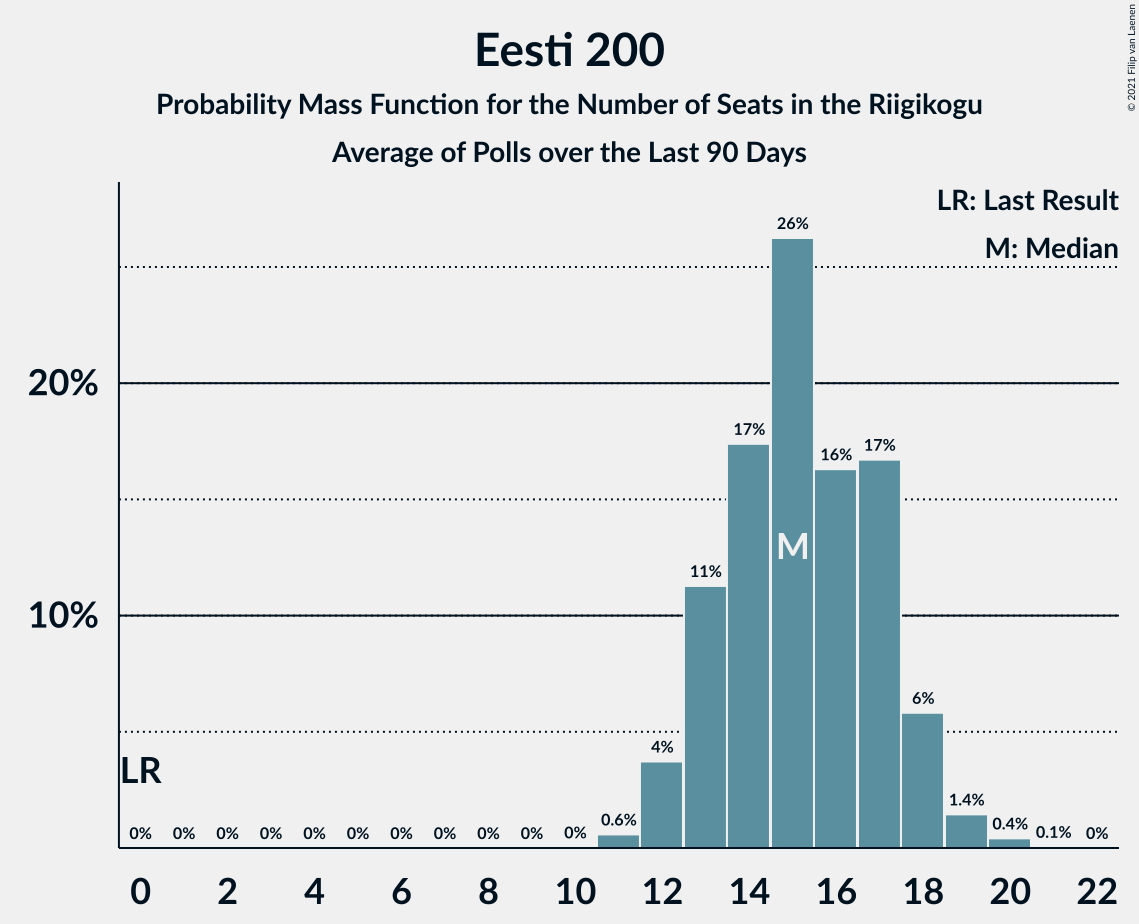 Eesti 200
Probability Mass Function for the Number of Seats in the Riigikogu
Average of Polls over the Last 90 Days
© 2021 Filip van Laenen
LR: Last Result
M: Median
20%
10%
26%
17%
16%
17%
11%
6%
4%
1.4%
0.6%
0.4%
0.1%
0%
0% 0% 0% 0% 0% 0% 0% 0% 0% 0% 0%
M
LR
0 2 4 6 8 10 12 14 16 18 20 22